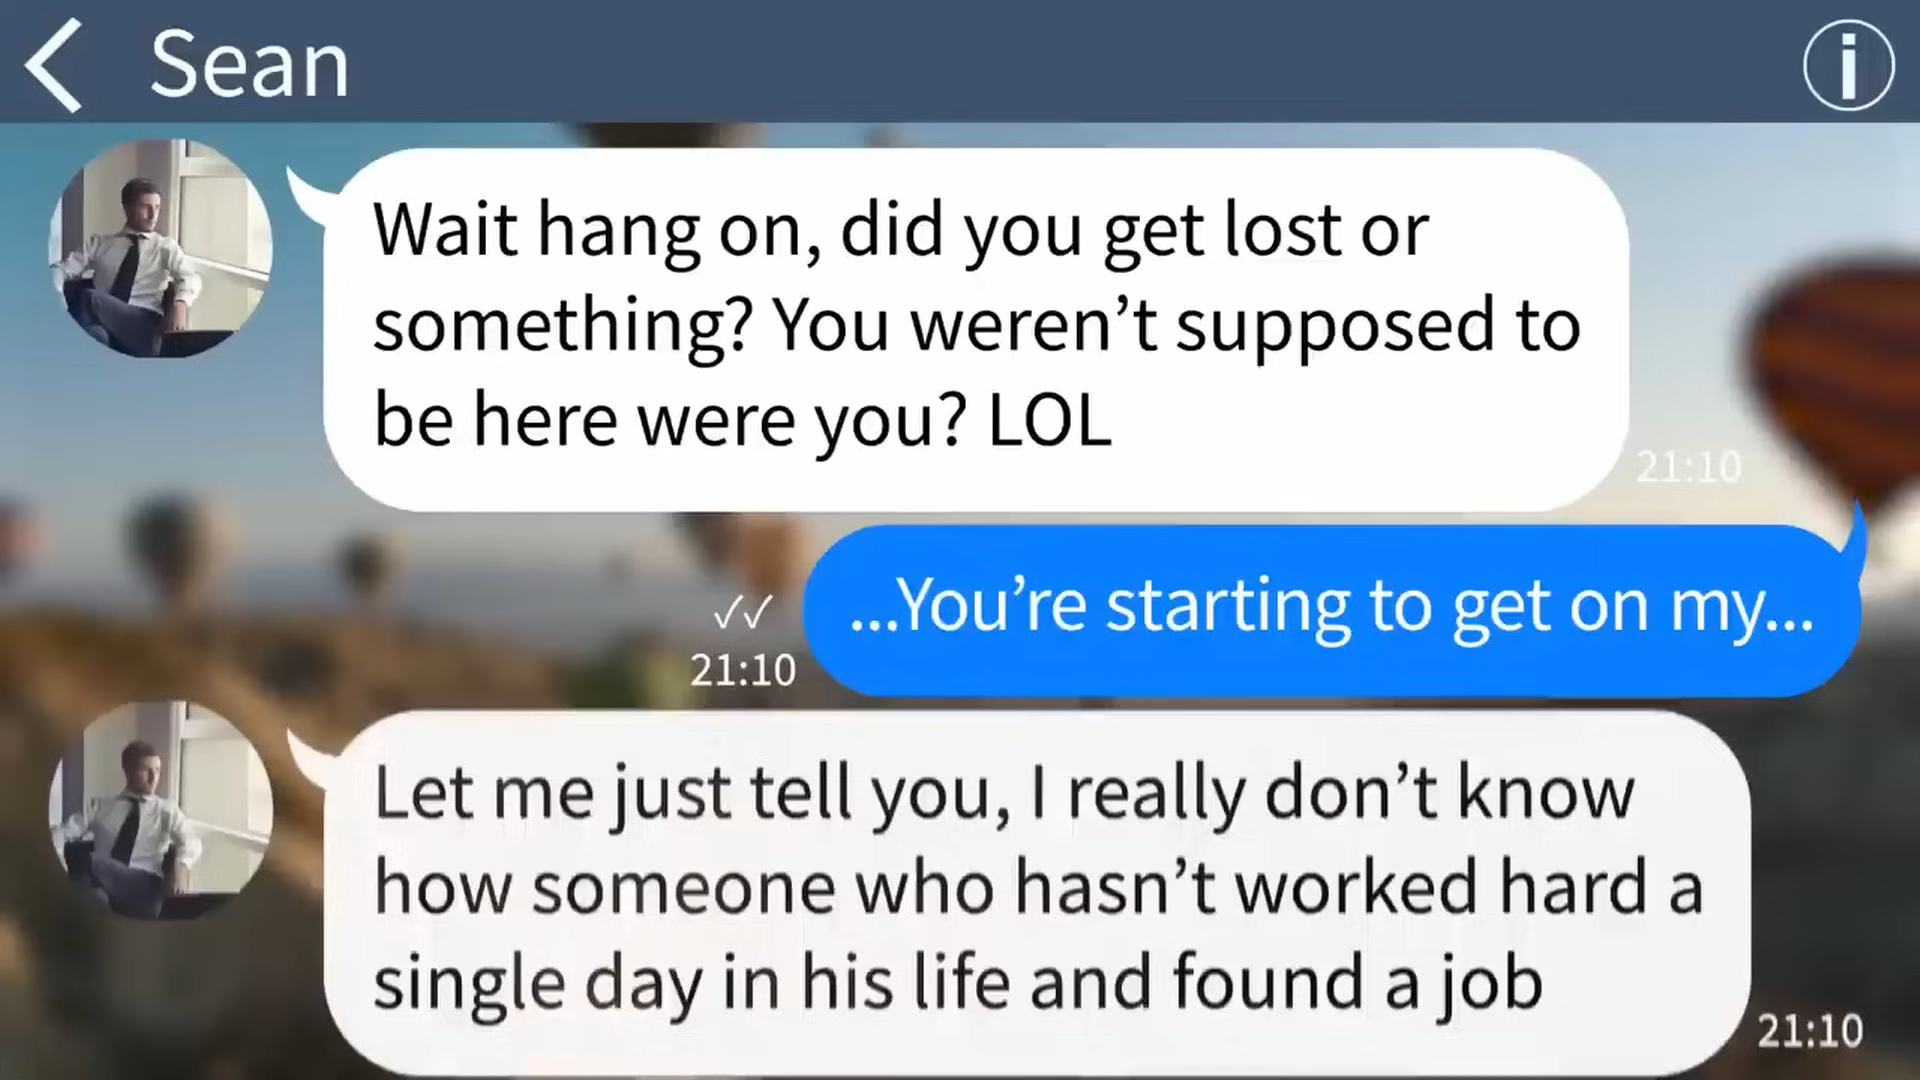 Sean
Wait hang on, did you get lost or
something? You weren’t supposed to
be here were you? LOL
21:10
...You’re starting to get on my...
21:10
Let me just tell you, I really don’t know
how someone who hasn’t worked hard a
single day in his life and found a job
21:10